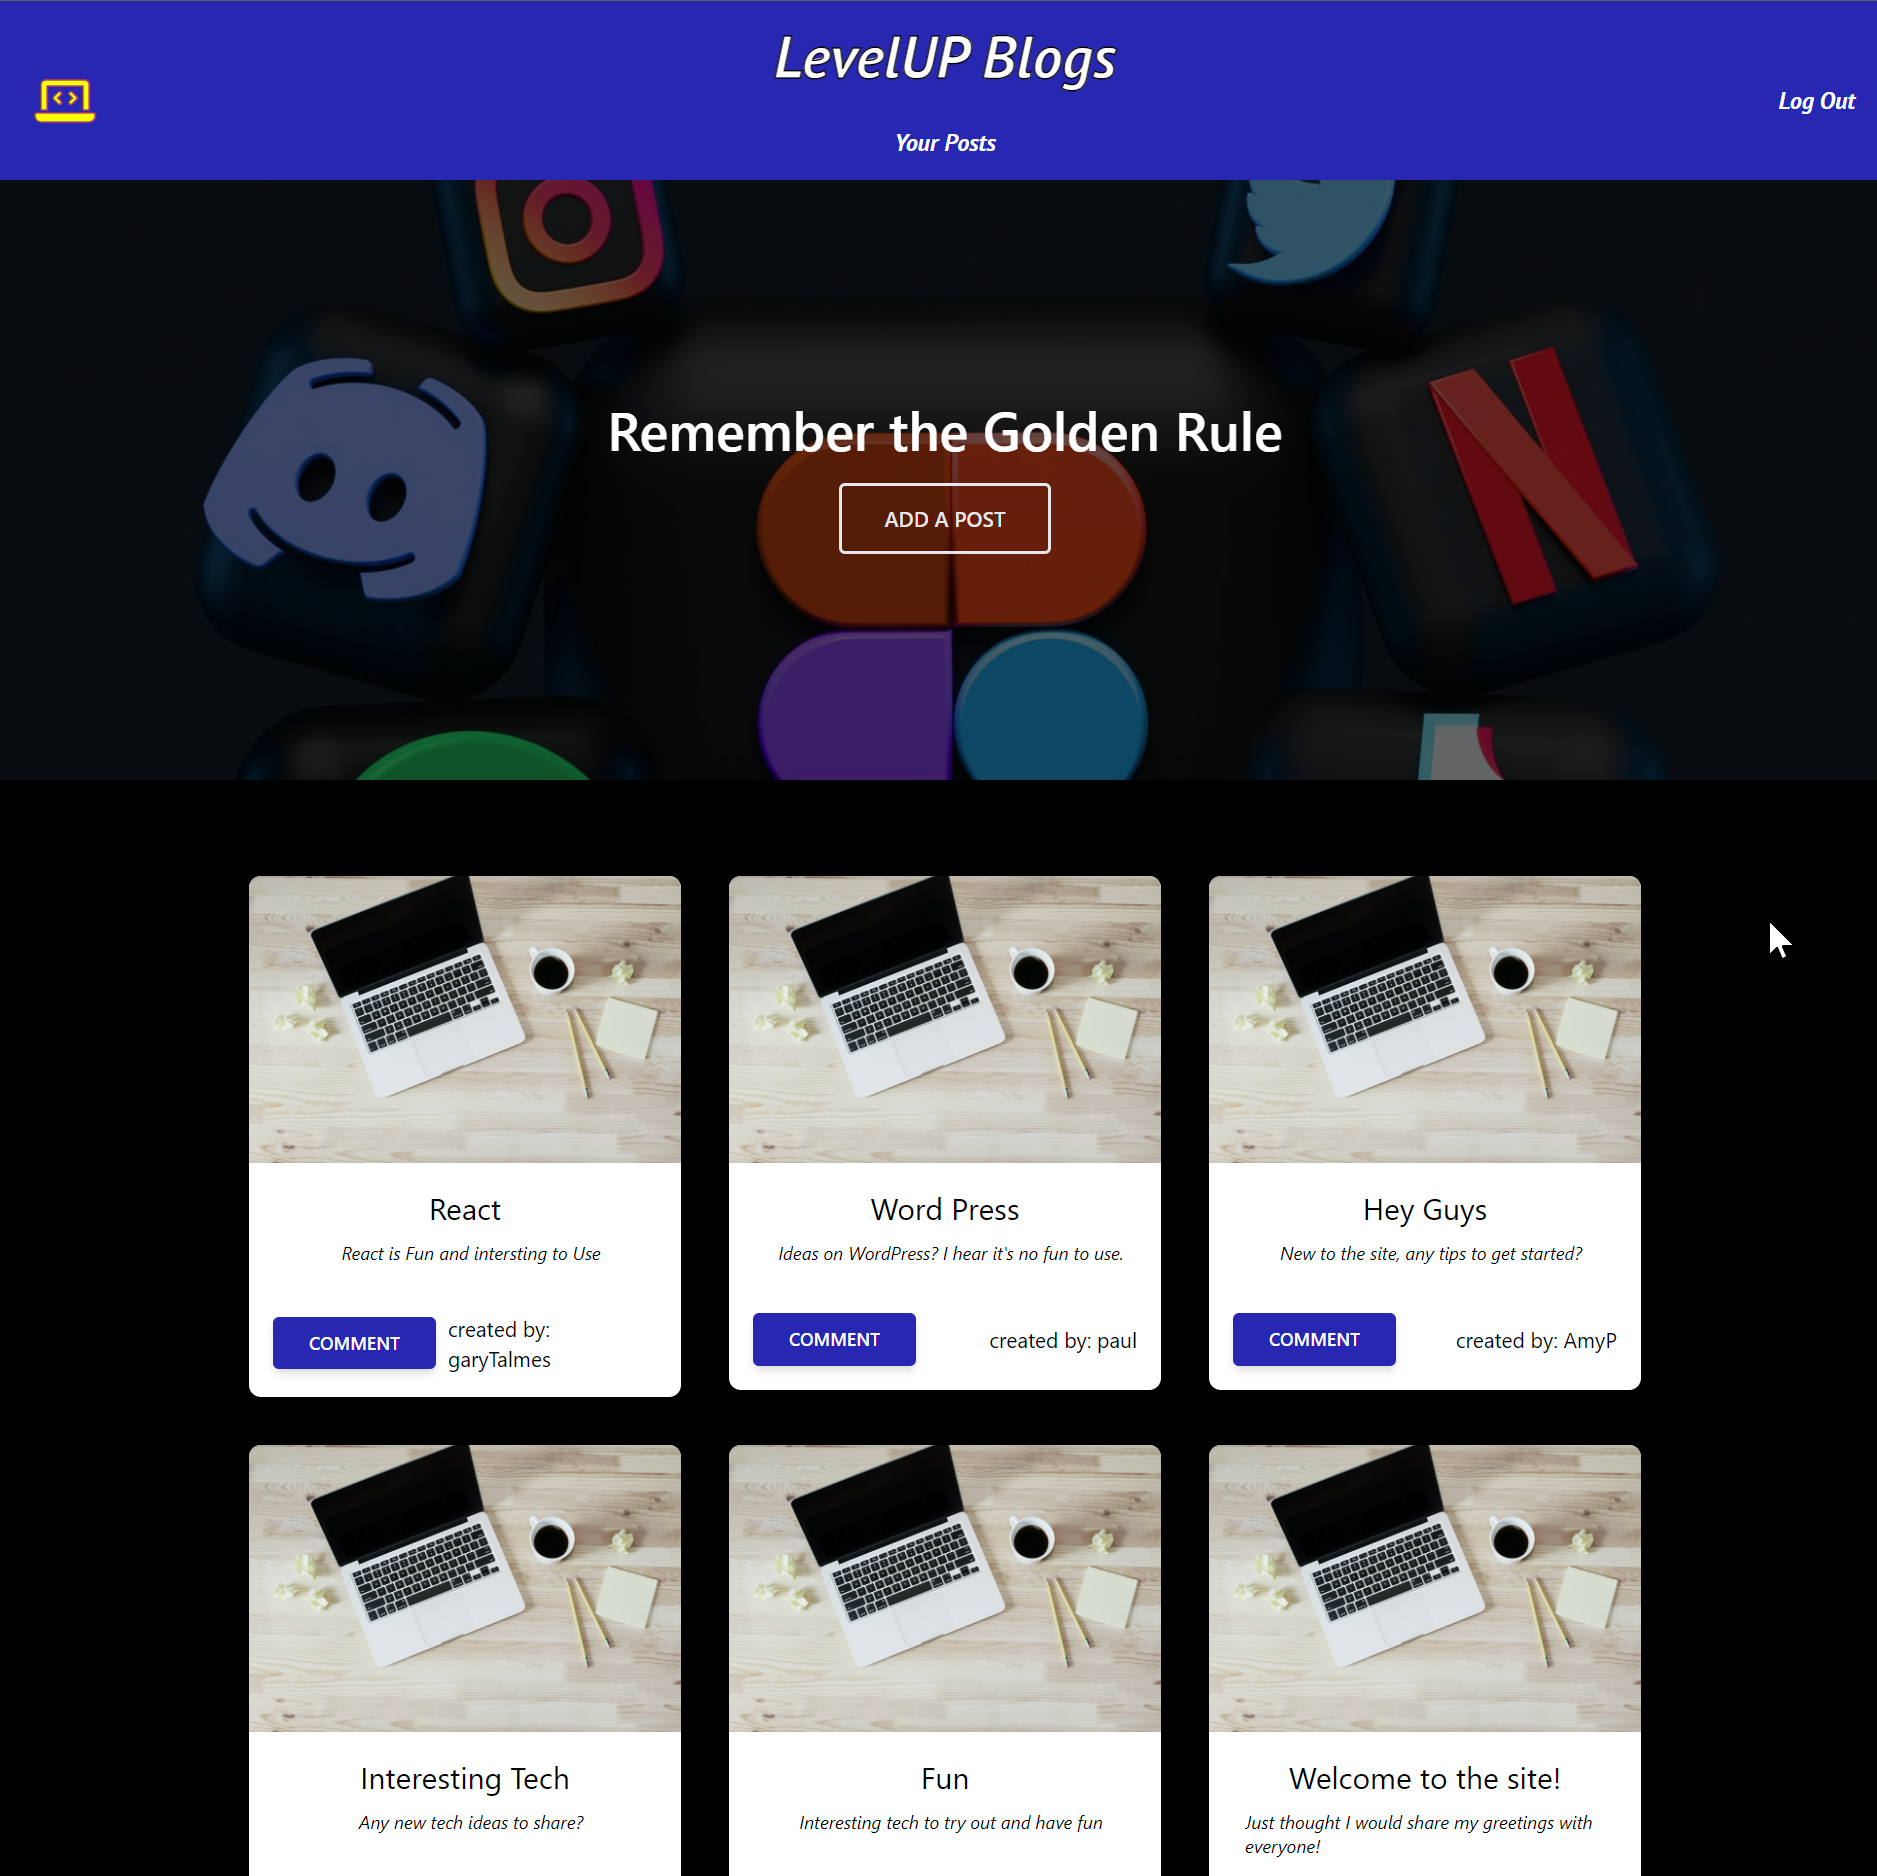 LevelUP Blogs
Log Out
Your Posts
Remember the Golden Rule
ADD A POST
React
React is Fun and intersting to Use
COMMENT
created by:
garyTalmes
Word Press
Ideas on WordPress? I hear it's no fun to use.
COMMENT
created by: paul
Hey Guys
New to the site, any tips to get started?
COMMENT
created by: AmyP
Interesting Tech
Any new tech ideas to share?
Fun
Interesting tech to try out and have fun
Welcome to the site!
Just thought I would share my greetings with
everyone!